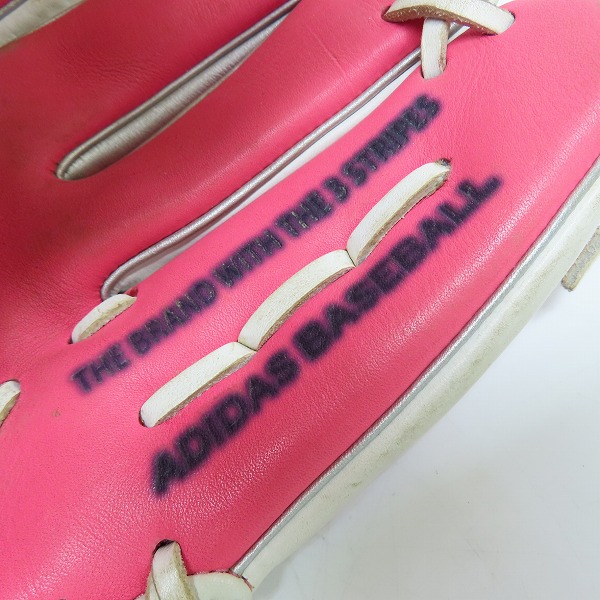 THE BRAND WITH THE 3 STRIPES
ADIDAS BASEBALL